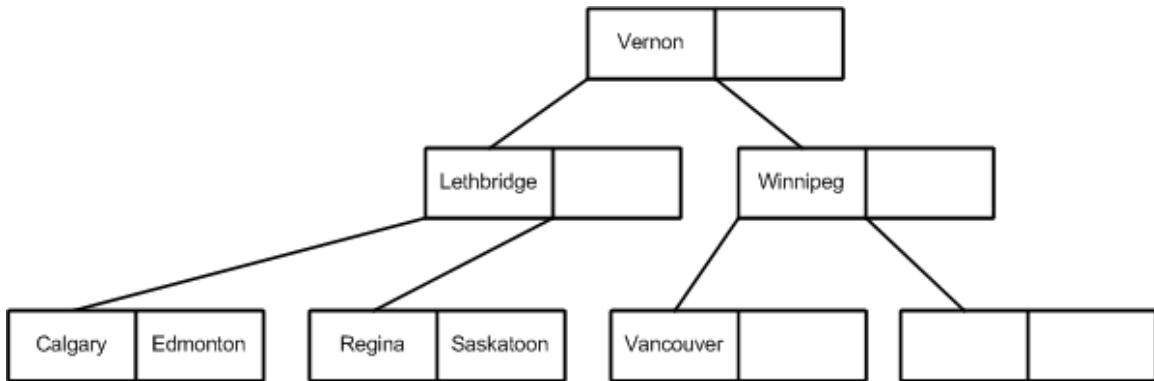 Vernon
Lethbridge
Winnipeg
Calgary Edmonton Regina Saskatoon Vancouver